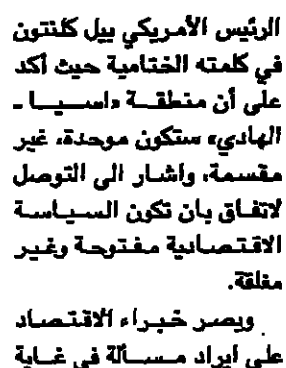 الرئيس الأمريكي بيل كلنتون
في كلمته الختامية حيث أكد
على أن منطقة «اسيا -
الهادي» ستكون موحدة، غير
مقسمة، واشار الى التوصل
لاتفاق بان تكون السياسة
الاقتصادية مفتوحة وغير
مغلقة.
ويصر خبراء الاقتصاد
على ايراد مسألة في غاية